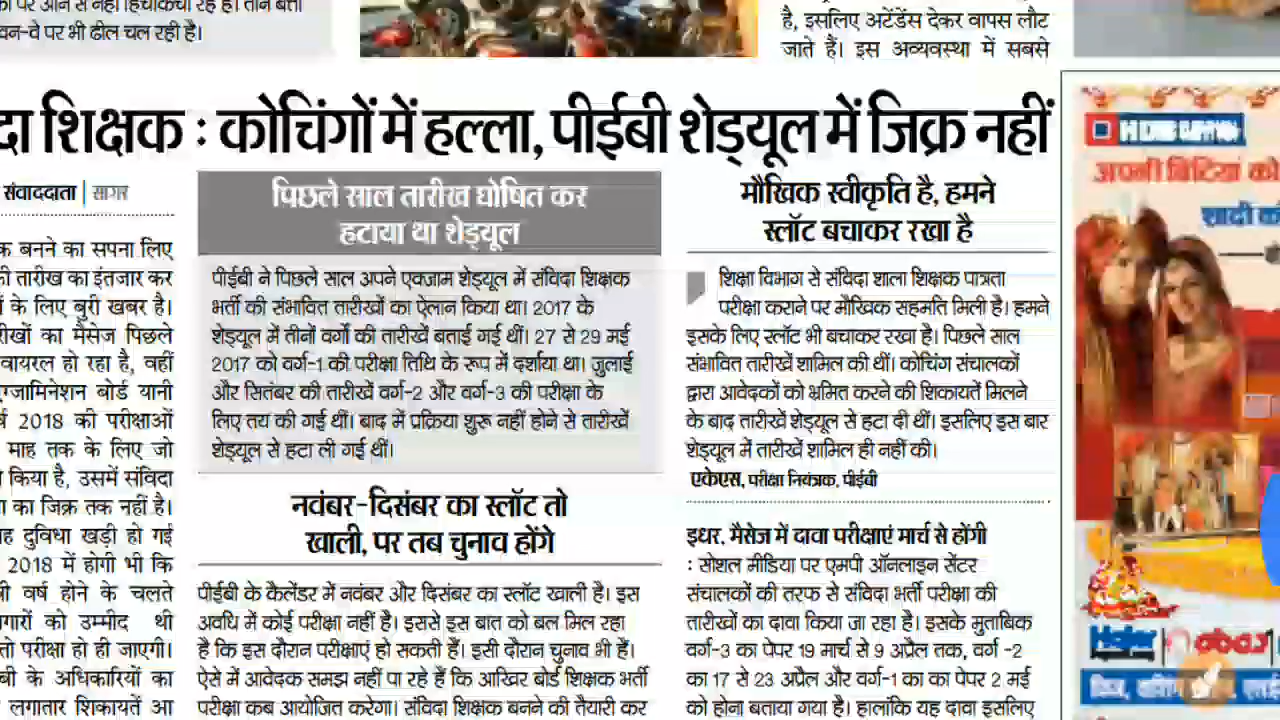 का पर आने से नहीं हिचकिचा रहे हैं। तीन बत्ती
वन-वे पर भी ढील चल रही है।
है, इसलिए अटेंडेंस देकर वापस लौट
जाते हैं। इस अव्यवस्था में सबसे
दा शिक्षक : कोचिंगों में हल्ला, पीईबी शेड्यूल में जिक्र नहीं
संवाददाता | सागर
क बनने का सपना लिए
की तारीख का इंतजार कर
के लिए बुरी खबर है।
रीखों का मैसेज पिछले
वायरल हो रहा है, वहीं
एग्जामिनेशन बोर्ड यानी
र्ष 2018 की परीक्षाओं
माह तक के लिए जो
किया है, उसमें संविदा
का जिक्र तक नहीं है।
ह दुविधा खड़ी हो गई
2018 में होगी भी कि
वर्ष होने के चलते
गारों को उम्मीद थी
तो परीक्षा हो ही जाएगी।
बी के अधिकारियों का
लगातार शिकायतें आ
पिछले साल तारीख घोषित कर
हटाया था शेड्यूल
पीईबी ने पिछले साल अपने एक्जाम शेड्यूल में संविदा शिक्षक
भर्ती की संभावित तारीखों का ऐलान किया था। 2017 के
शेड्यूल में तीनों वर्गों की तारीखें बताई गई थीं। 27 से 29 मई
2017 को वर्ग-1 की परीक्षा तिथि के रूप में दर्शाया था। जुलाई
और सितंबर की तारीखें वर्ग-2 और वर्ग-3 की परीक्षा के
लिए तय की गई थीं। बाद में प्रक्रिया शुरू नहीं होने से तारीखें
शेड्यूल से हटा ली गई थीं।
नवंबर-दिसंबर का स्लॉट तो
खाली, पर तब चुनाव होंगे
पीईबी के कैलेंडर में नवंबर और दिसंबर का स्लॉट खाली है। इस
अवधि में कोई परीक्षा नहीं है। इससे इस बात को बल मिल रहा
है कि इस दौरान परीक्षाएं हो सकती हैं। इसी दौरान चुनाव भी हैं।
ऐसे में आवेदक समझ नहीं पा रहे हैं कि आखिर बोर्ड शिक्षक भर्ती
परीक्षा कब आयोजित करेगा। संविदा शिक्षक बनने की तैयारी कर
मौखिक स्वीकृति है, हमने
स्लॉट बचाकर रखा है
शिक्षा विभाग से संविदा शाला शिक्षक पात्रता
परीक्षा कराने पर मौखिक सहमति मिली है। हमने
इसके लिए स्लॉट भी बचाकर रखा है। पिछले साल
संभावित तारीखें शामिल की थीं। कोचिंग संचालकों
द्वारा आवेदकों को भ्रमित करने की शिकायतें मिलने
के बाद तारीखें शेड्यूल से हटा दी थीं। इसलिए इस बार
शेड्यूल में तारीखें शामिल ही नहीं की।
एकेएस, परीक्षा नियंत्रक, पीईबी
इधर, मैसेज में दावा परीक्षाएं मार्च से होंगी
: सोशल मीडिया पर एमपी ऑनलाइन सेंटर
संचालकों की तरफ से संविदा भर्ती परीक्षा की
तारीखों का दावा किया जा रहा है। इसके मुताबिक
वर्ग-3 का पेपर 19 मार्च से 9 अप्रैल तक, वर्ग -2
का 17 से 23 अप्रैल और वर्ग-1 का का पेपर 2 मई
को होना बताया गया है। हालांकि यह दावा इसलिए
अपनी बिटियां को
शादी क
Haier